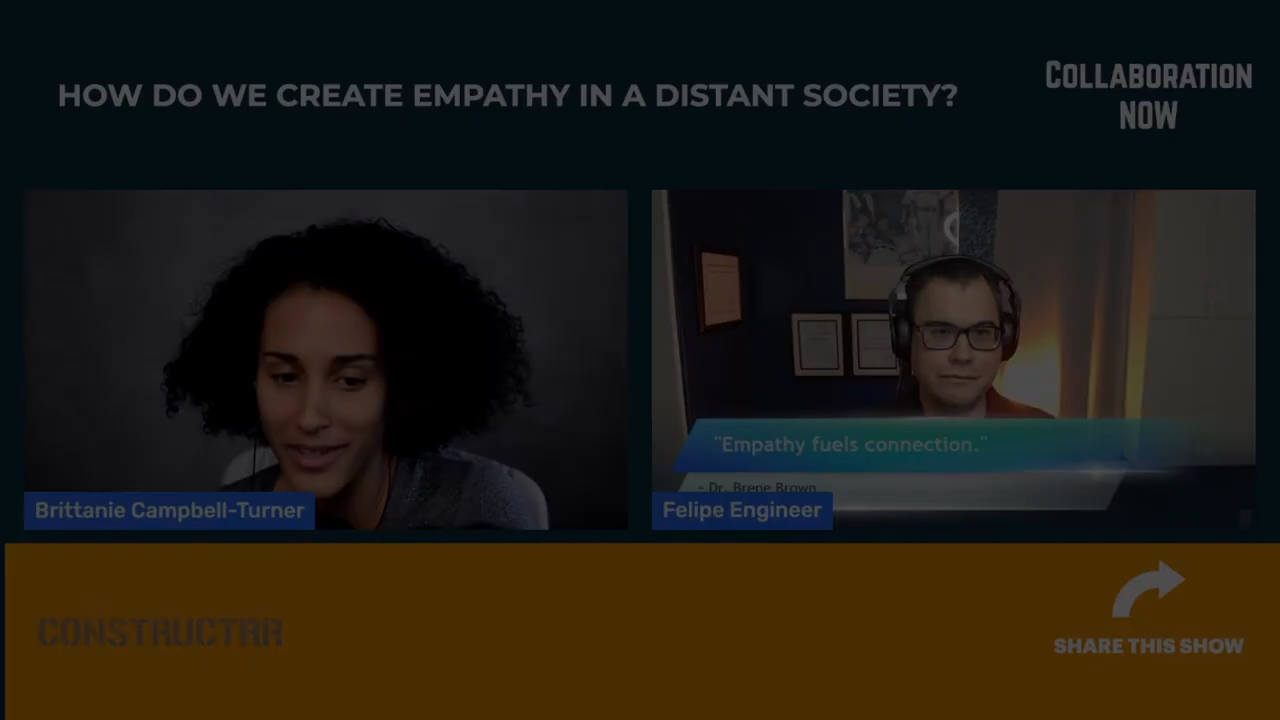 HOW DO WE CREATE EMPATHY IN A DISTANT SOCIETY?
COLLABORATION
NOW
"Empathy fuels connection."
- Dr. Brene Brown
Brittanie Campbell-Turner
Felipe Engineer
CONSTRUCTRR
SHARE THIS SHOW